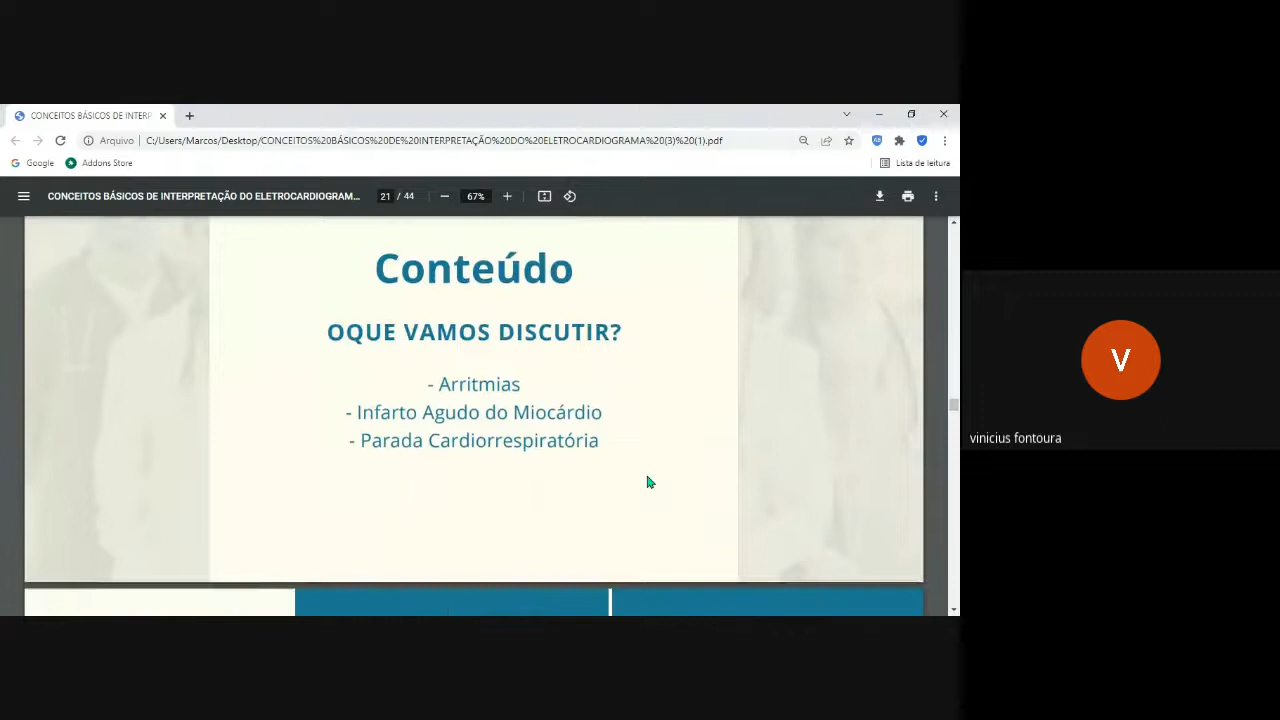 CONCEITOS BÁSICOS DE INTERP
Arquivo
C:/Users/Marcos/Desktop/CONCEITOS%20BÁSICOS%20DE%20INTERPRETAÇÃO%20DO%20ELETROCARDIOGRAMA%20(3)%20(1).pdf
Google
Addons Store
Lista de leitura
CONCEITOS BÁSICOS DE INTERPRETAÇÃO DO ELETROCARDIOGRAM...
21 / 44
67%
Conteúdo
OQUE VAMOS DISCUTIR?
- Arritmias
- Infarto Agudo do Miocárdio
- Parada Cardiorrespiratória
V
vinicius fontoura